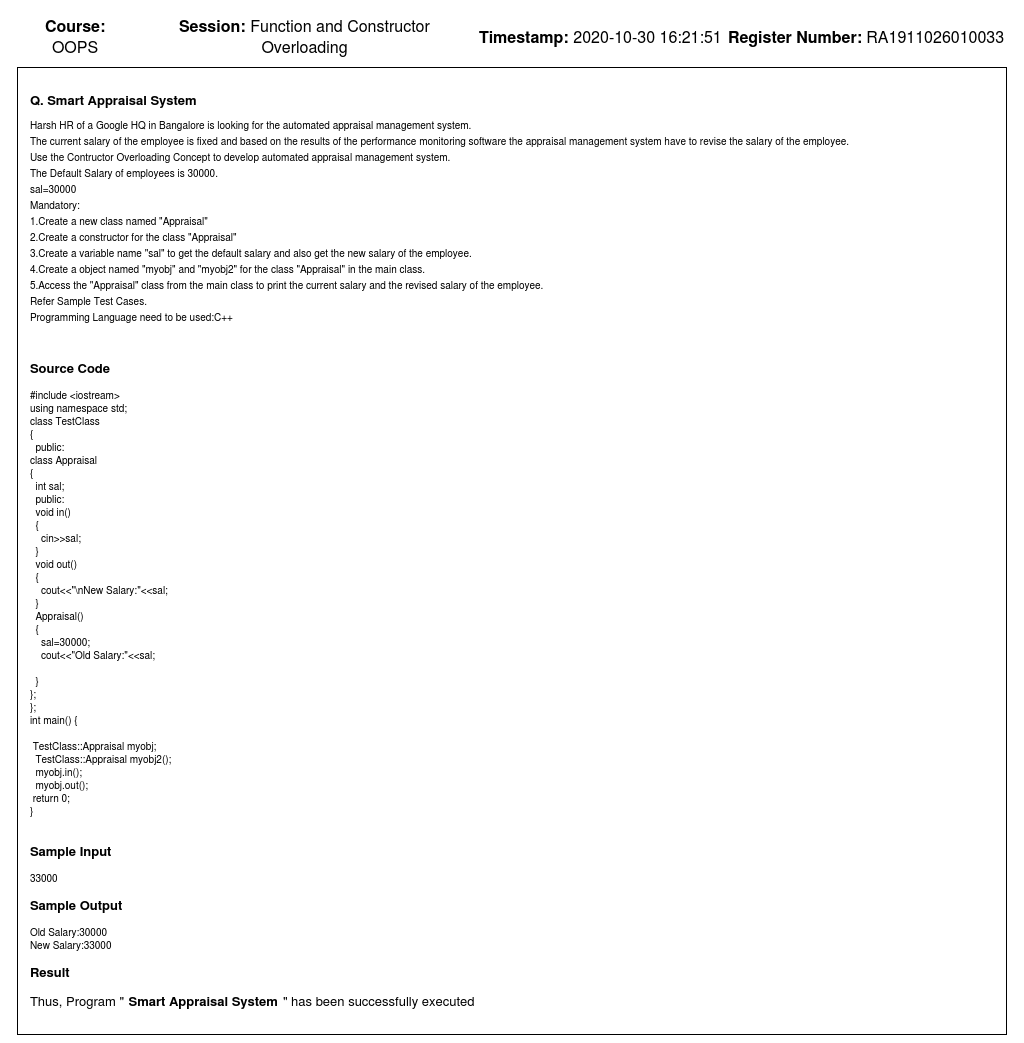 Course:
OOPS
Session: Function and Constructor
Overloading
Timestamp: 2020-10-30 16:21:51
Register Number: RA1911026010033
Q. Smart Appraisal System
Harsh HR of a Google HQ in Bangalore is looking for the automated appraisal management system.
The current salary of the employee is fixed and based on the results of the performance monitoring software the appraisal management system have to revise the salary of the employee.
Use the Contructor Overloading Concept to develop automated appraisal management system.
The Default Salary of employees is 30000.
sal=30000
Mandatory:
1.Create a new class named "Appraisal"
2.Create a constructor for the class "Appraisal"
3.Create a variable name "sal" to get the default salary and also get the new salary of the employee.
4.Create a object named "myobj" and "myobj2" for the class "Appraisal" in the main class.
5.Access the "Appraisal" class from the main class to print the current salary and the revised salary of the employee.
Refer Sample Test Cases.
Programming Language need to be used:C++
Source Code
#include <iostream>
using namespace std;
class TestClass
{
  public:
class Appraisal
{
  int sal;
  public:
  void in()
  {
    cin>>sal;
  }
  void out()
  {
    cout<<"\nNew Salary:"<<sal;
  }
  Appraisal()
  {
    sal=30000;
    cout<<"Old Salary:"<<sal;
  }
};
};
int main() {
 TestClass::Appraisal myobj;
  TestClass::Appraisal myobj2();
  myobj.in();
  myobj.out();
 return 0;
}
Sample Input
33000
Sample Output
Old Salary:30000
New Salary:33000
Result
Thus, Program " Smart Appraisal System " has been successfully executed